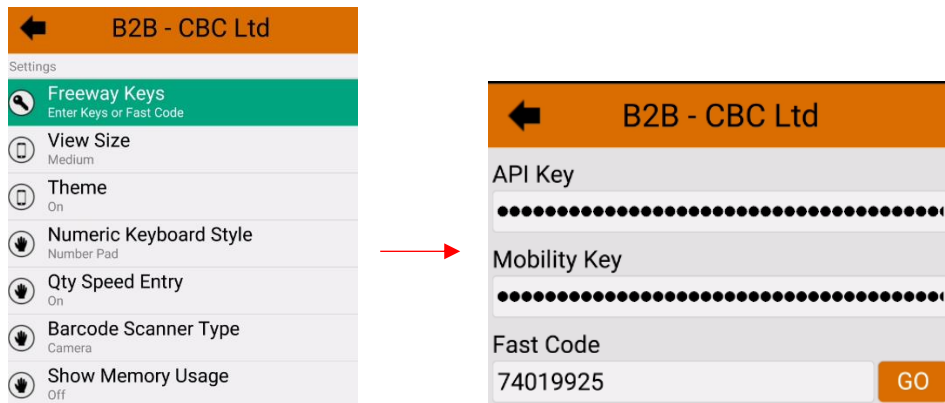 B2B - CBC Ltd
Settings
Freeway Keys
Enter Keys or Fast Code
View Size
Medium
Theme
On
Numeric Keyboard Style
Number Pad
Qty Speed Entry
On
Barcode Scanner Type
Camera
Show Memory Usage
Off
B2B - CBC Ltd
API Key
Mobility Key
Fast Code
74019925
GO